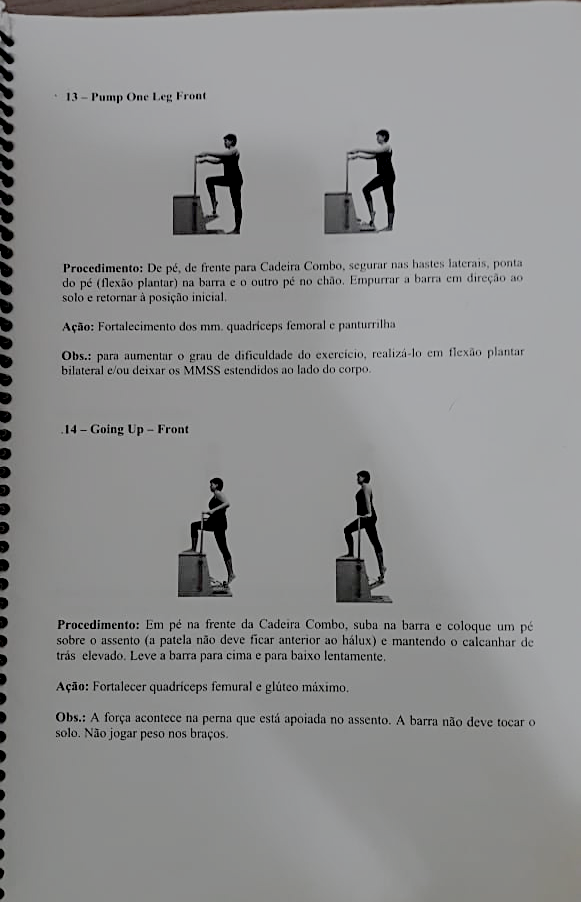 13 – Pump One Leg Front
Procedimento: De pé, de frente para Cadeira Combo, segurar nas hastes laterais, ponta
do pé (flexão plantar) na barra e o outro pé no chão. Empurrar a barra em direção ao
solo e retornar à posição inicial.
Ação: Fortalecimento dos mm. quadríceps femoral e panturrilha
Obs.: para aumentar o grau de dificuldade do exercício, realizá-lo em flexão plantar
bilateral e/ou deixar os MMSS estendidos ao lado do corpo.
.14 – Going Up – Front
Procedimento: Em pé na frente da Cadeira Combo, suba na barra e coloque um pé
sobre o assento (a patela não deve ficar anterior ao hálux) e mantendo o calcanhar de
trás elevado. Leve a barra para cima e para baixo lentamente.
Ação: Fortalecer quadríceps femural e glúteo máximo.
Obs.: A força acontece na perna que está apoiada no assento. A barra não deve tocar o
solo. Não jogar peso nos braços.